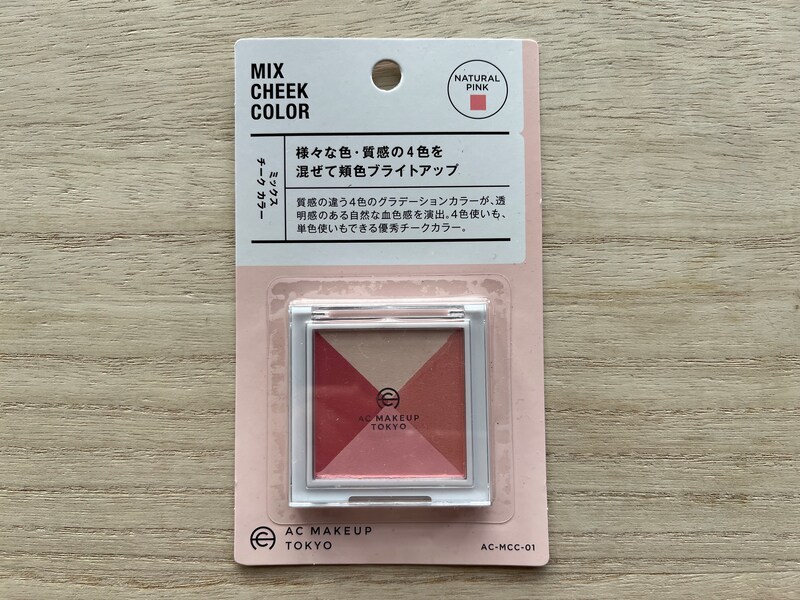 MIX
CHEEK
COLOR
NATURAL
PINK
ミックス
チーク カラー
様々な色・質感の4色を
混ぜて頬色ブライトアップ
質感の違う4色のグラデーションカラーが、透
明感のある自然な血色感を演出。4色使いも、
単色使いもできる優秀チークカラー。
AC MAKEUP
TOKYO
AC MAKEUP
TOKYO
AC-MCC-01